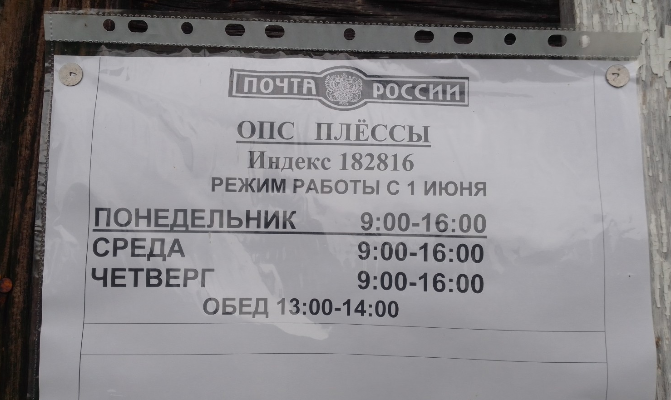 ПОЧТА РОССИИ
ОПС ПЛЁССЫ
Индекс 182816
РЕЖИМ РАБОТЫ С 1 ИЮНЯ
ПОНЕДЕЛЬНИК 9:00-16:00
СРЕДА 9:00-16:00
ЧЕТВЕРГ 9:00-16:00
ОБЕД 13:00-14:00